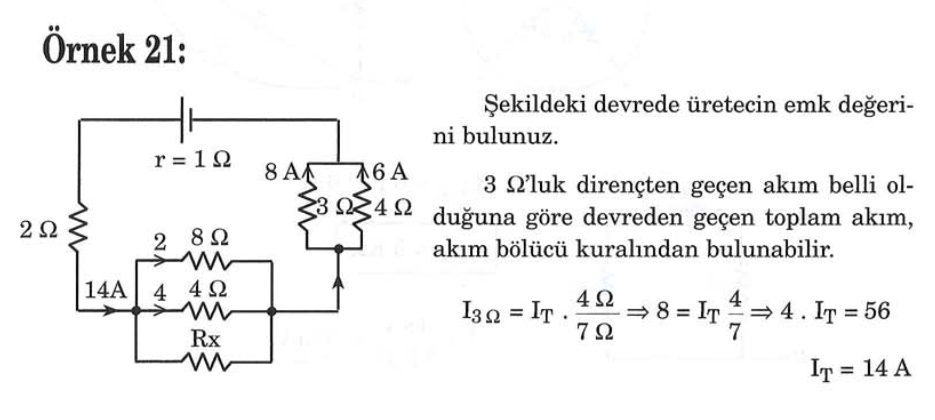 Örnek 21:
Şekildeki devrede üretecin emk değeri-
ni bulunuz.
r = 1 Ω
8 A
6 A
3 Ω
4 Ω
2 Ω
2 8 Ω
14A
4 4 Ω
Rx
3 Ω'luk dirençten geçen akım belli ol-
duğuna göre devreden geçen toplam akım,
akım bölücü kuralından bulunabilir.
I3 Ω = IT . 4 Ω / 7 Ω ⇒ 8 = IT 4 / 7 ⇒ 4 . IT = 56
IT = 14 A